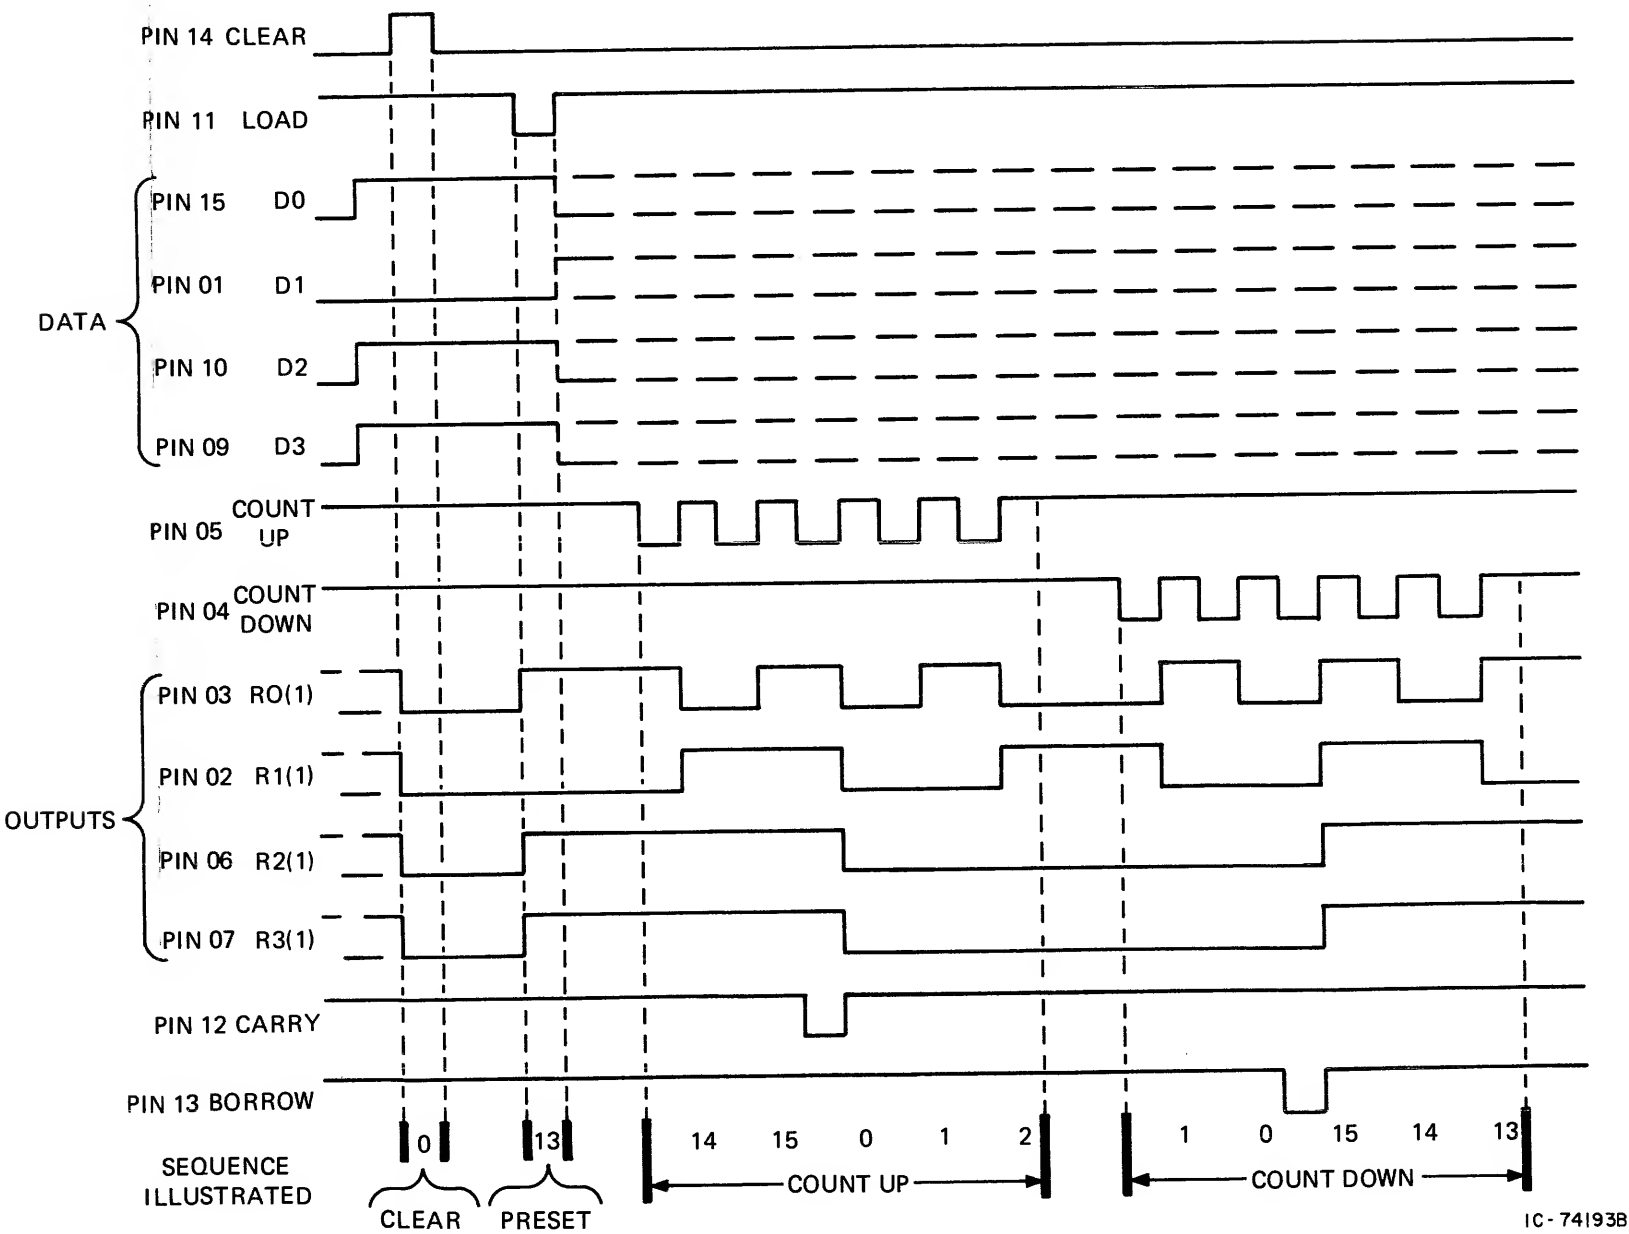 PIN 14 CLEAR
PIN 11 LOAD
DATA
PIN 15 D0
PIN 01 D1
PIN 10 D2
PIN 09 D3
PIN 05 COUNT UP
PIN 04 COUNT DOWN
OUTPUTS
PIN 03 R0(1)
PIN 02 R1(1)
PIN 06 R2(1)
PIN 07 R3(1)
PIN 12 CARRY
PIN 13 BORROW
SEQUENCE ILLUSTRATED
0 13 14 15 0 1 2 1 0 15 14 13
CLEAR PRESET COUNT UP COUNT DOWN
IC-74193B